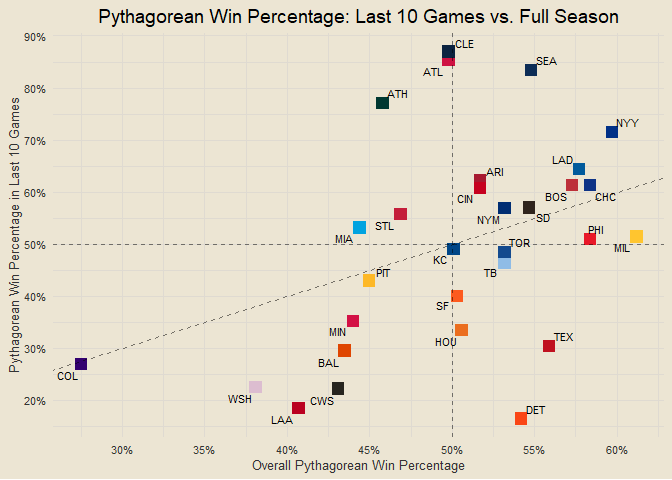 Pythagorean Win Percentage: Last 10 Games vs. Full Season
90%
CLE
SEA
ATL
80%
ATH
NYY
70%
LAD
ARI
60%
CIN
BOS
CHC
NYM
SD
STL
PHI
MIA
TOR
MIL
50%
KC
PIT
TB
40%
SF
MIN
HOU
TEX
30%
BAL
COL
WSH
CWS
DET
20%
LAA
30%
35%
40%
45%
50%
55%
60%
Overall Pythagorean Win Percentage
Pythagorean Win Percentage in Last 10 Games